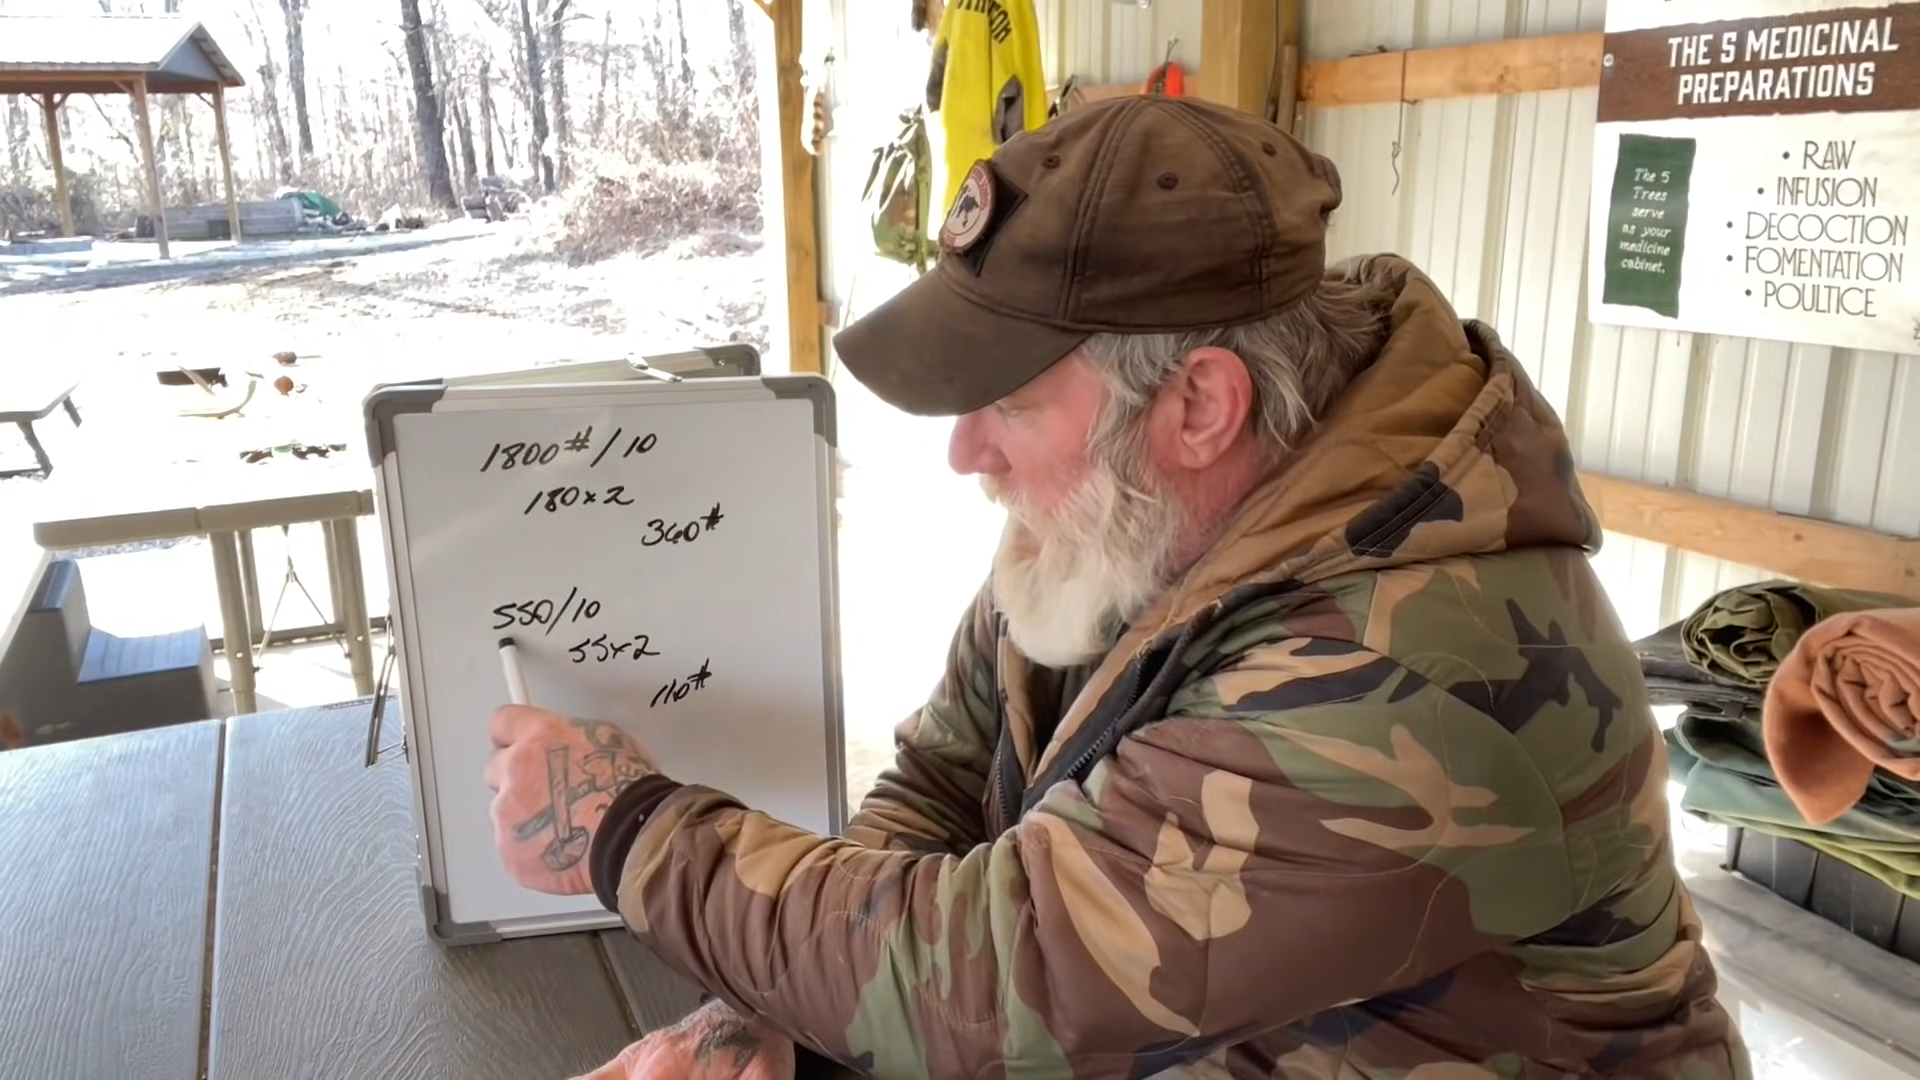 1800#/10
180x2
360#
550/10
55x2
110#
THE 5 MEDICINAL
PREPARATIONS
The 5
Trees
serve
as your
medicine
cabinet.
• RAW
• INFUSION
• DECOCTION
• FOMENTATION
• POULTICE